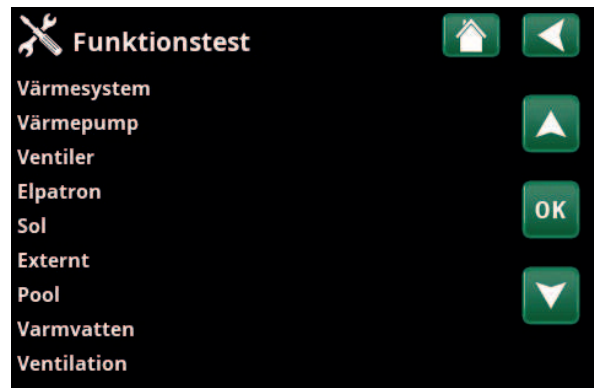 Funktionstest
Värmesystem
Värmepump
Ventiler
Elpatron
Sol
Externt
Pool
Varmvatten
Ventilation
OK